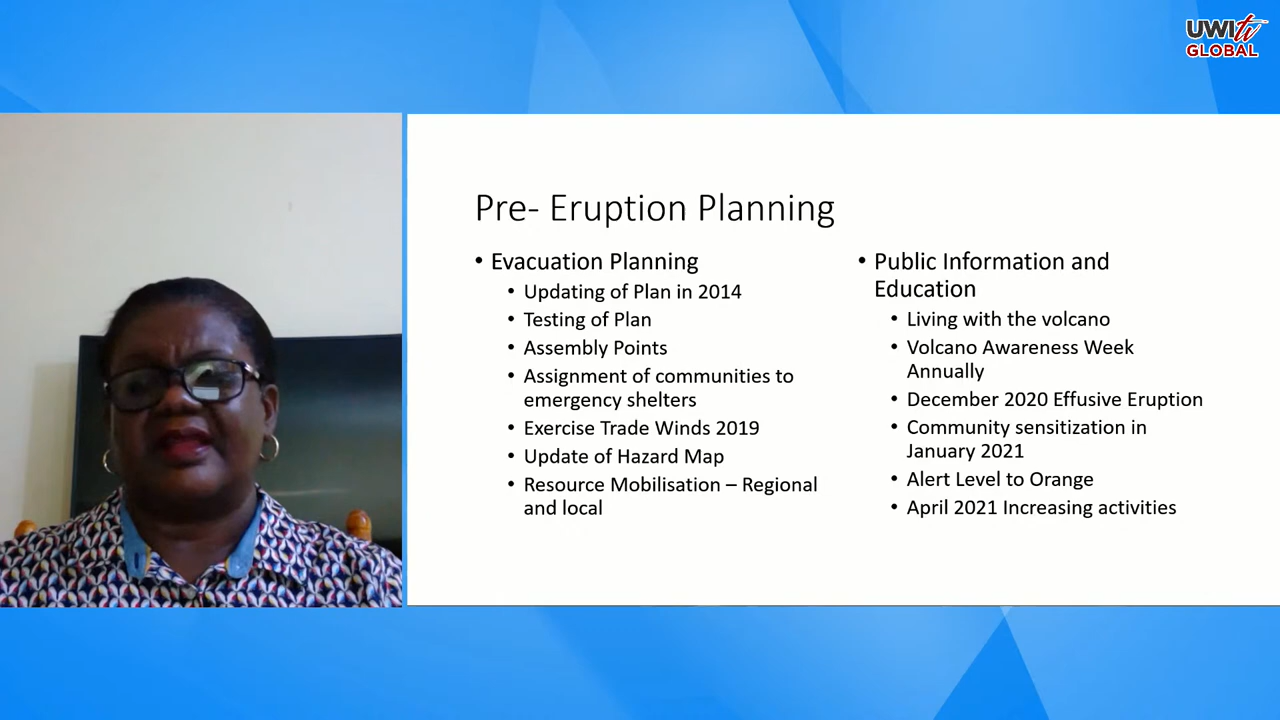 UWItv
GLOBAL
Pre- Eruption Planning
• Evacuation Planning
• Updating of Plan in 2014
• Testing of Plan
• Assembly Points
• Assignment of communities to
emergency shelters
• Exercise Trade Winds 2019
• Update of Hazard Map
• Resource Mobilisation – Regional
and local
• Public Information and
Education
• Living with the volcano
• Volcano Awareness Week
Annually
• December 2020 Effusive Eruption
• Community sensitization in
January 2021
• Alert Level to Orange
• April 2021 Increasing activities